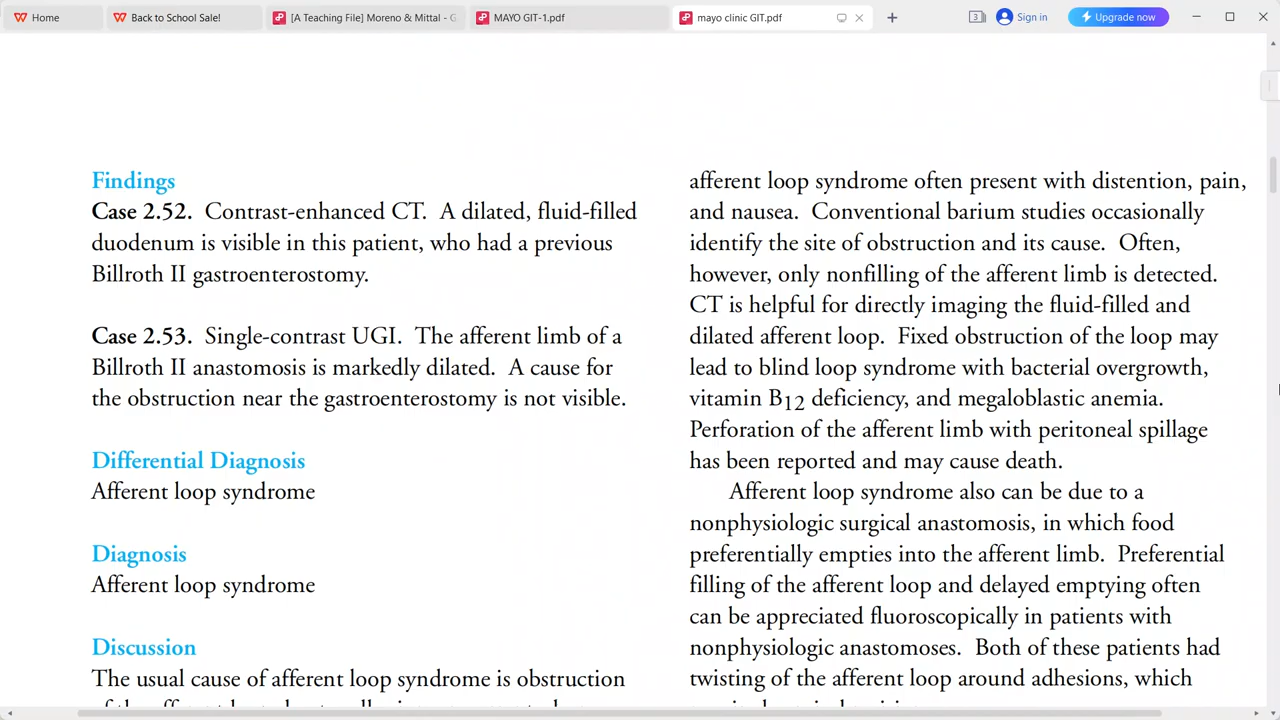 Home
Back to School Sale!
[A Teaching File] Moreno & Mittal - G
MAYO GIT-1.pdf
mayo clinic GIT.pdf
3
Sign in
Upgrade now
Findings
Case 2.52. Contrast-enhanced CT. A dilated, fluid-filled
duodenum is visible in this patient, who had a previous
Billroth II gastroenterostomy.
Case 2.53. Single-contrast UGI. The afferent limb of a
Billroth II anastomosis is markedly dilated. A cause for
the obstruction near the gastroenterostomy is not visible.
Differential Diagnosis
Afferent loop syndrome
Diagnosis
Afferent loop syndrome
Discussion
The usual cause of afferent loop syndrome is obstruction
afferent loop syndrome often present with distention, pain,
and nausea. Conventional barium studies occasionally
identify the site of obstruction and its cause. Often,
however, only nonfilling of the afferent limb is detected.
CT is helpful for directly imaging the fluid-filled and
dilated afferent loop. Fixed obstruction of the loop may
lead to blind loop syndrome with bacterial overgrowth,
vitamin B12 deficiency, and megaloblastic anemia.
Perforation of the afferent limb with peritoneal spillage
has been reported and may cause death.
Afferent loop syndrome also can be due to a
nonphysiologic surgical anastomosis, in which food
preferentially empties into the afferent limb. Preferential
filling of the afferent loop and delayed emptying often
can be appreciated fluoroscopically in patients with
nonphysiologic anastomoses. Both of these patients had
twisting of the afferent loop around adhesions, which